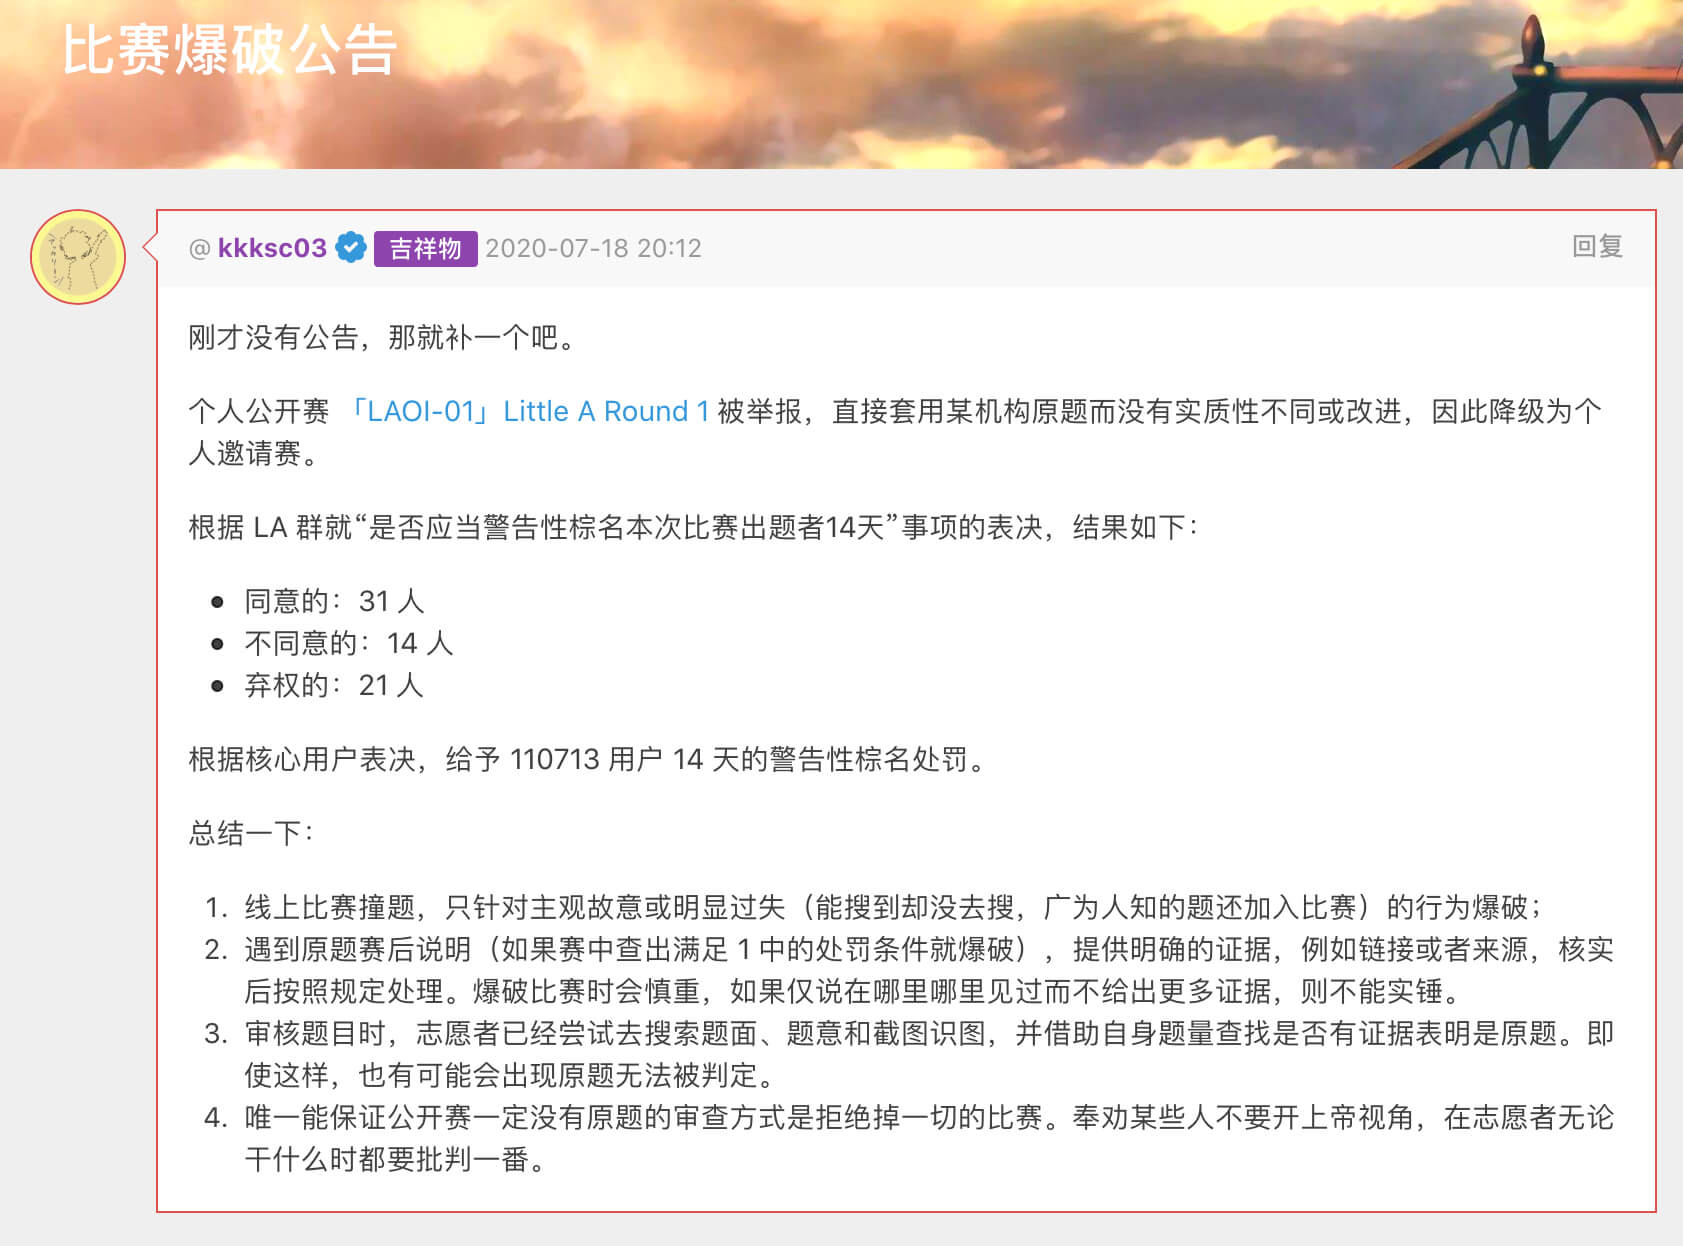 比赛爆破公告
@ kkksc03 吉祥物 2020-07-18 20:12 回复
刚才没有公告，那就补一个吧。
个人公开赛 「LAOI-01」Little A Round 1 被举报，直接套用某机构原题而没有实质性不同或改进，因此降级为个
人邀请赛。
根据 LA 群就“是否应当警告性棕名本次比赛出题者14天”事项的表决，结果如下：
同意的：31 人
不同意的：14 人
弃权的：21 人
根据核心用户表决，给予 110713 用户 14 天的警告性棕名处罚。
总结一下：
1. 线上比赛撞题，只针对主观故意或明显过失（能搜到却没去搜，广为人知的题还加入比赛）的行为爆破；
2. 遇到原题赛后说明（如果赛中查出满足 1 中的处罚条件就爆破），提供明确的证据，例如链接或者来源，核实
后按照规定处理。爆破比赛时会慎重，如果仅说在哪里哪里见过而不给出更多证据，则不能实锤。
3. 审核题目时，志愿者已经尝试去搜索题面、题意和截图识图，并借助自身题量查找是否有证据表明是原题。即
使这样，也有可能会出现原题无法被判定。
4. 唯一能保证公开赛一定没有原题的审查方式是拒绝掉一切的比赛。奉劝某些人不要开上帝视角，在志愿者无论
干什么时都要批判一番。